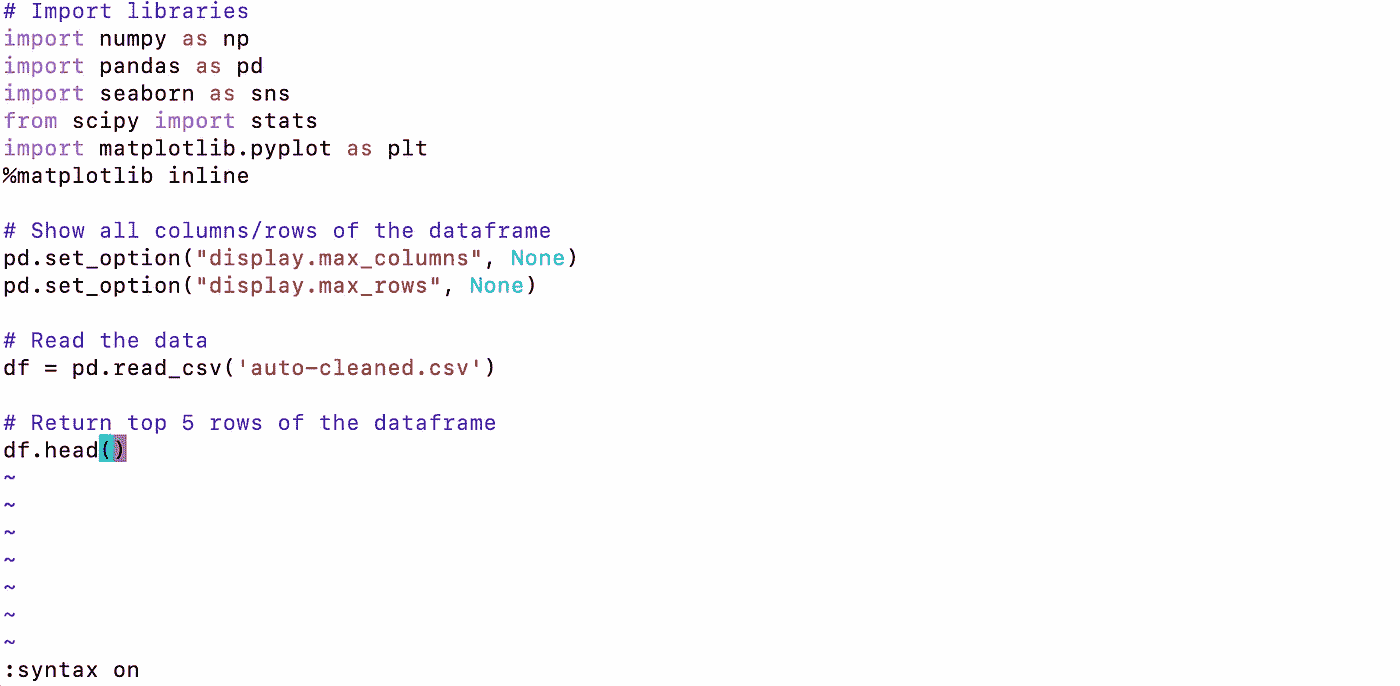 # Import libraries
import numpy as np
import pandas as pd
import seaborn as sns
from scipy import stats
import matplotlib.pyplot as plt
%matplotlib inline
# Show all columns/rows of the dataframe
pd.set_option("display.max_columns", None)
pd.set_option("display.max_rows", None)
# Read the data
df = pd.read_csv('auto-cleaned.csv')
# Return top 5 rows of the dataframe
df.head()
~
~
~
~
~
~
~
:syntax on